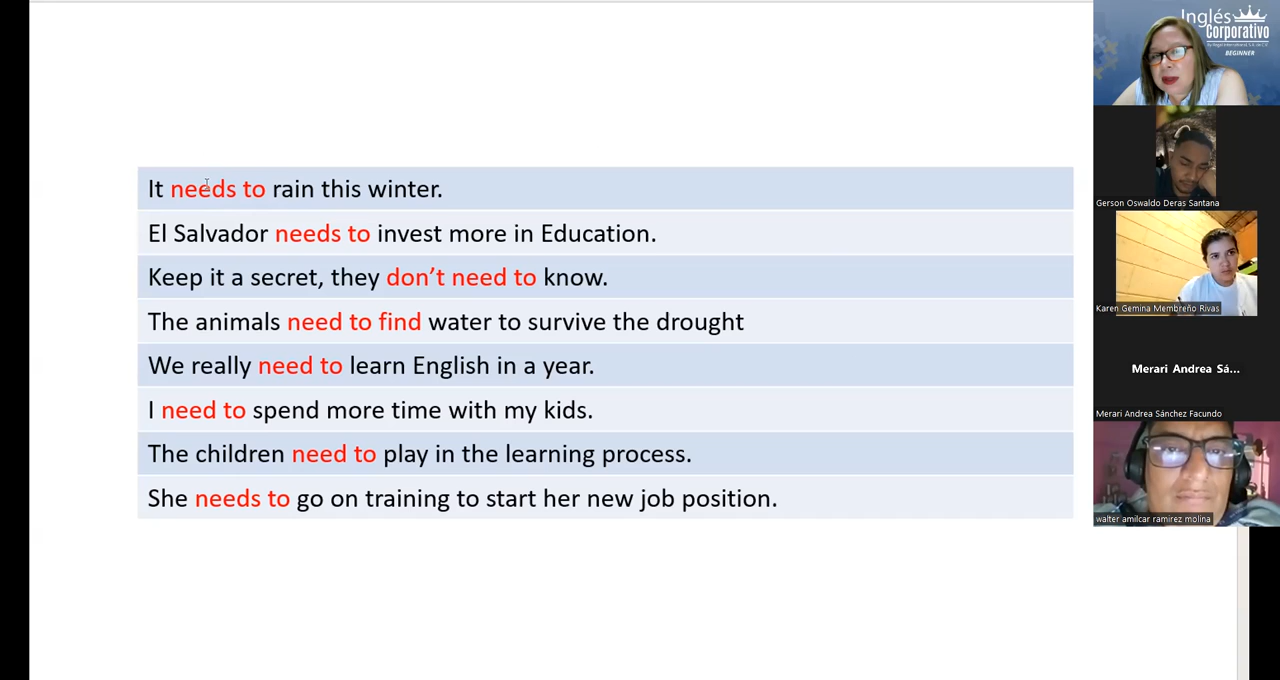 It needs to rain this winter.
El Salvador needs to invest more in Education.
Keep it a secret, they don't need to know.
The animals need to find water to survive the drought
We really need to learn English in a year.
I need to spend more time with my kids.
The children need to play in the learning process.
She needs to go on training to start her new job position.
Inglés
Corporativo
BEGINNER
Gerson Oswaldo Deras Santana
Karen Gemina Membreño Rivas
Merari Andrea Sá...
Merari Andrea Sánchez Facundo
walter amilcar ramirez molina